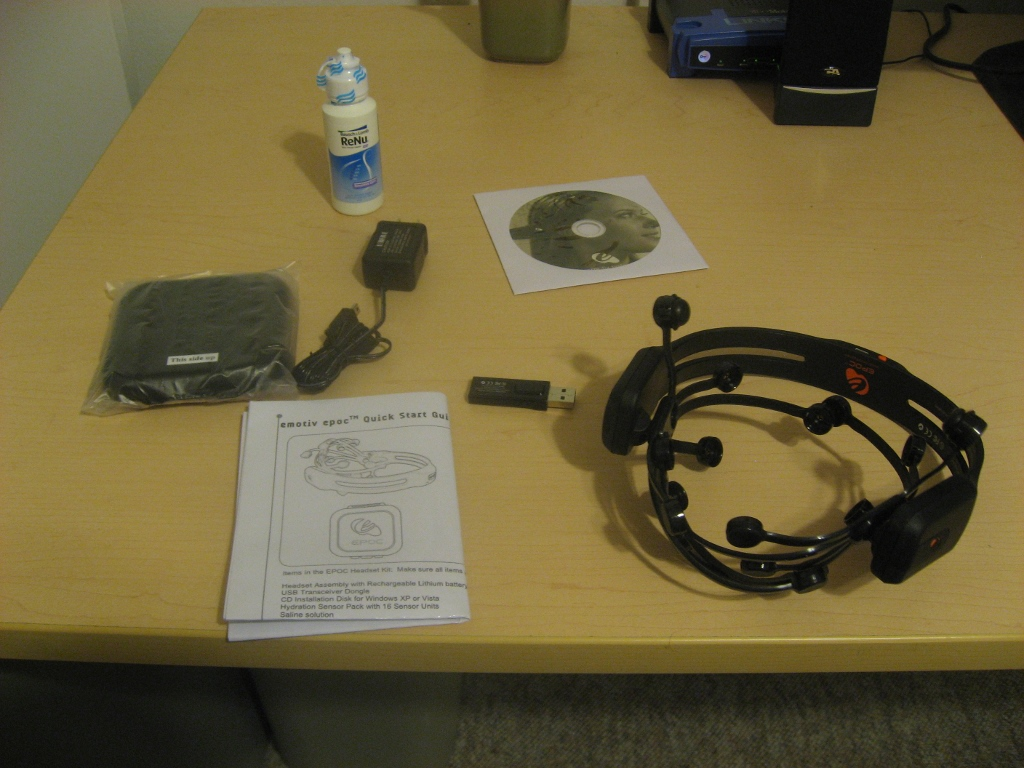 ReNu
This side up
emotiv epoc™ Quick Start Gui
EPOC
Items in the EPOC Headset Kit. Make sure all items
Headset Assembly with Rechargeable Lithium battery
USB Transceiver Dongle
CD Installation Disk for Windows XP or Vista
Hydration Sensor Pack with 16 Sensor Units
Saline solution
EPOC